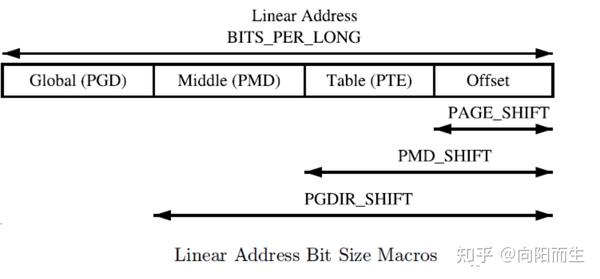 Linear Address
BITS_PER_LONG
Global (PGD) Middle (PMD) Table (PTE) Offset
PAGE_SHIFT
PMD_SHIFT
PGDIR_SHIFT
Linear Address Bit Size Macros
知乎 @向阳而生